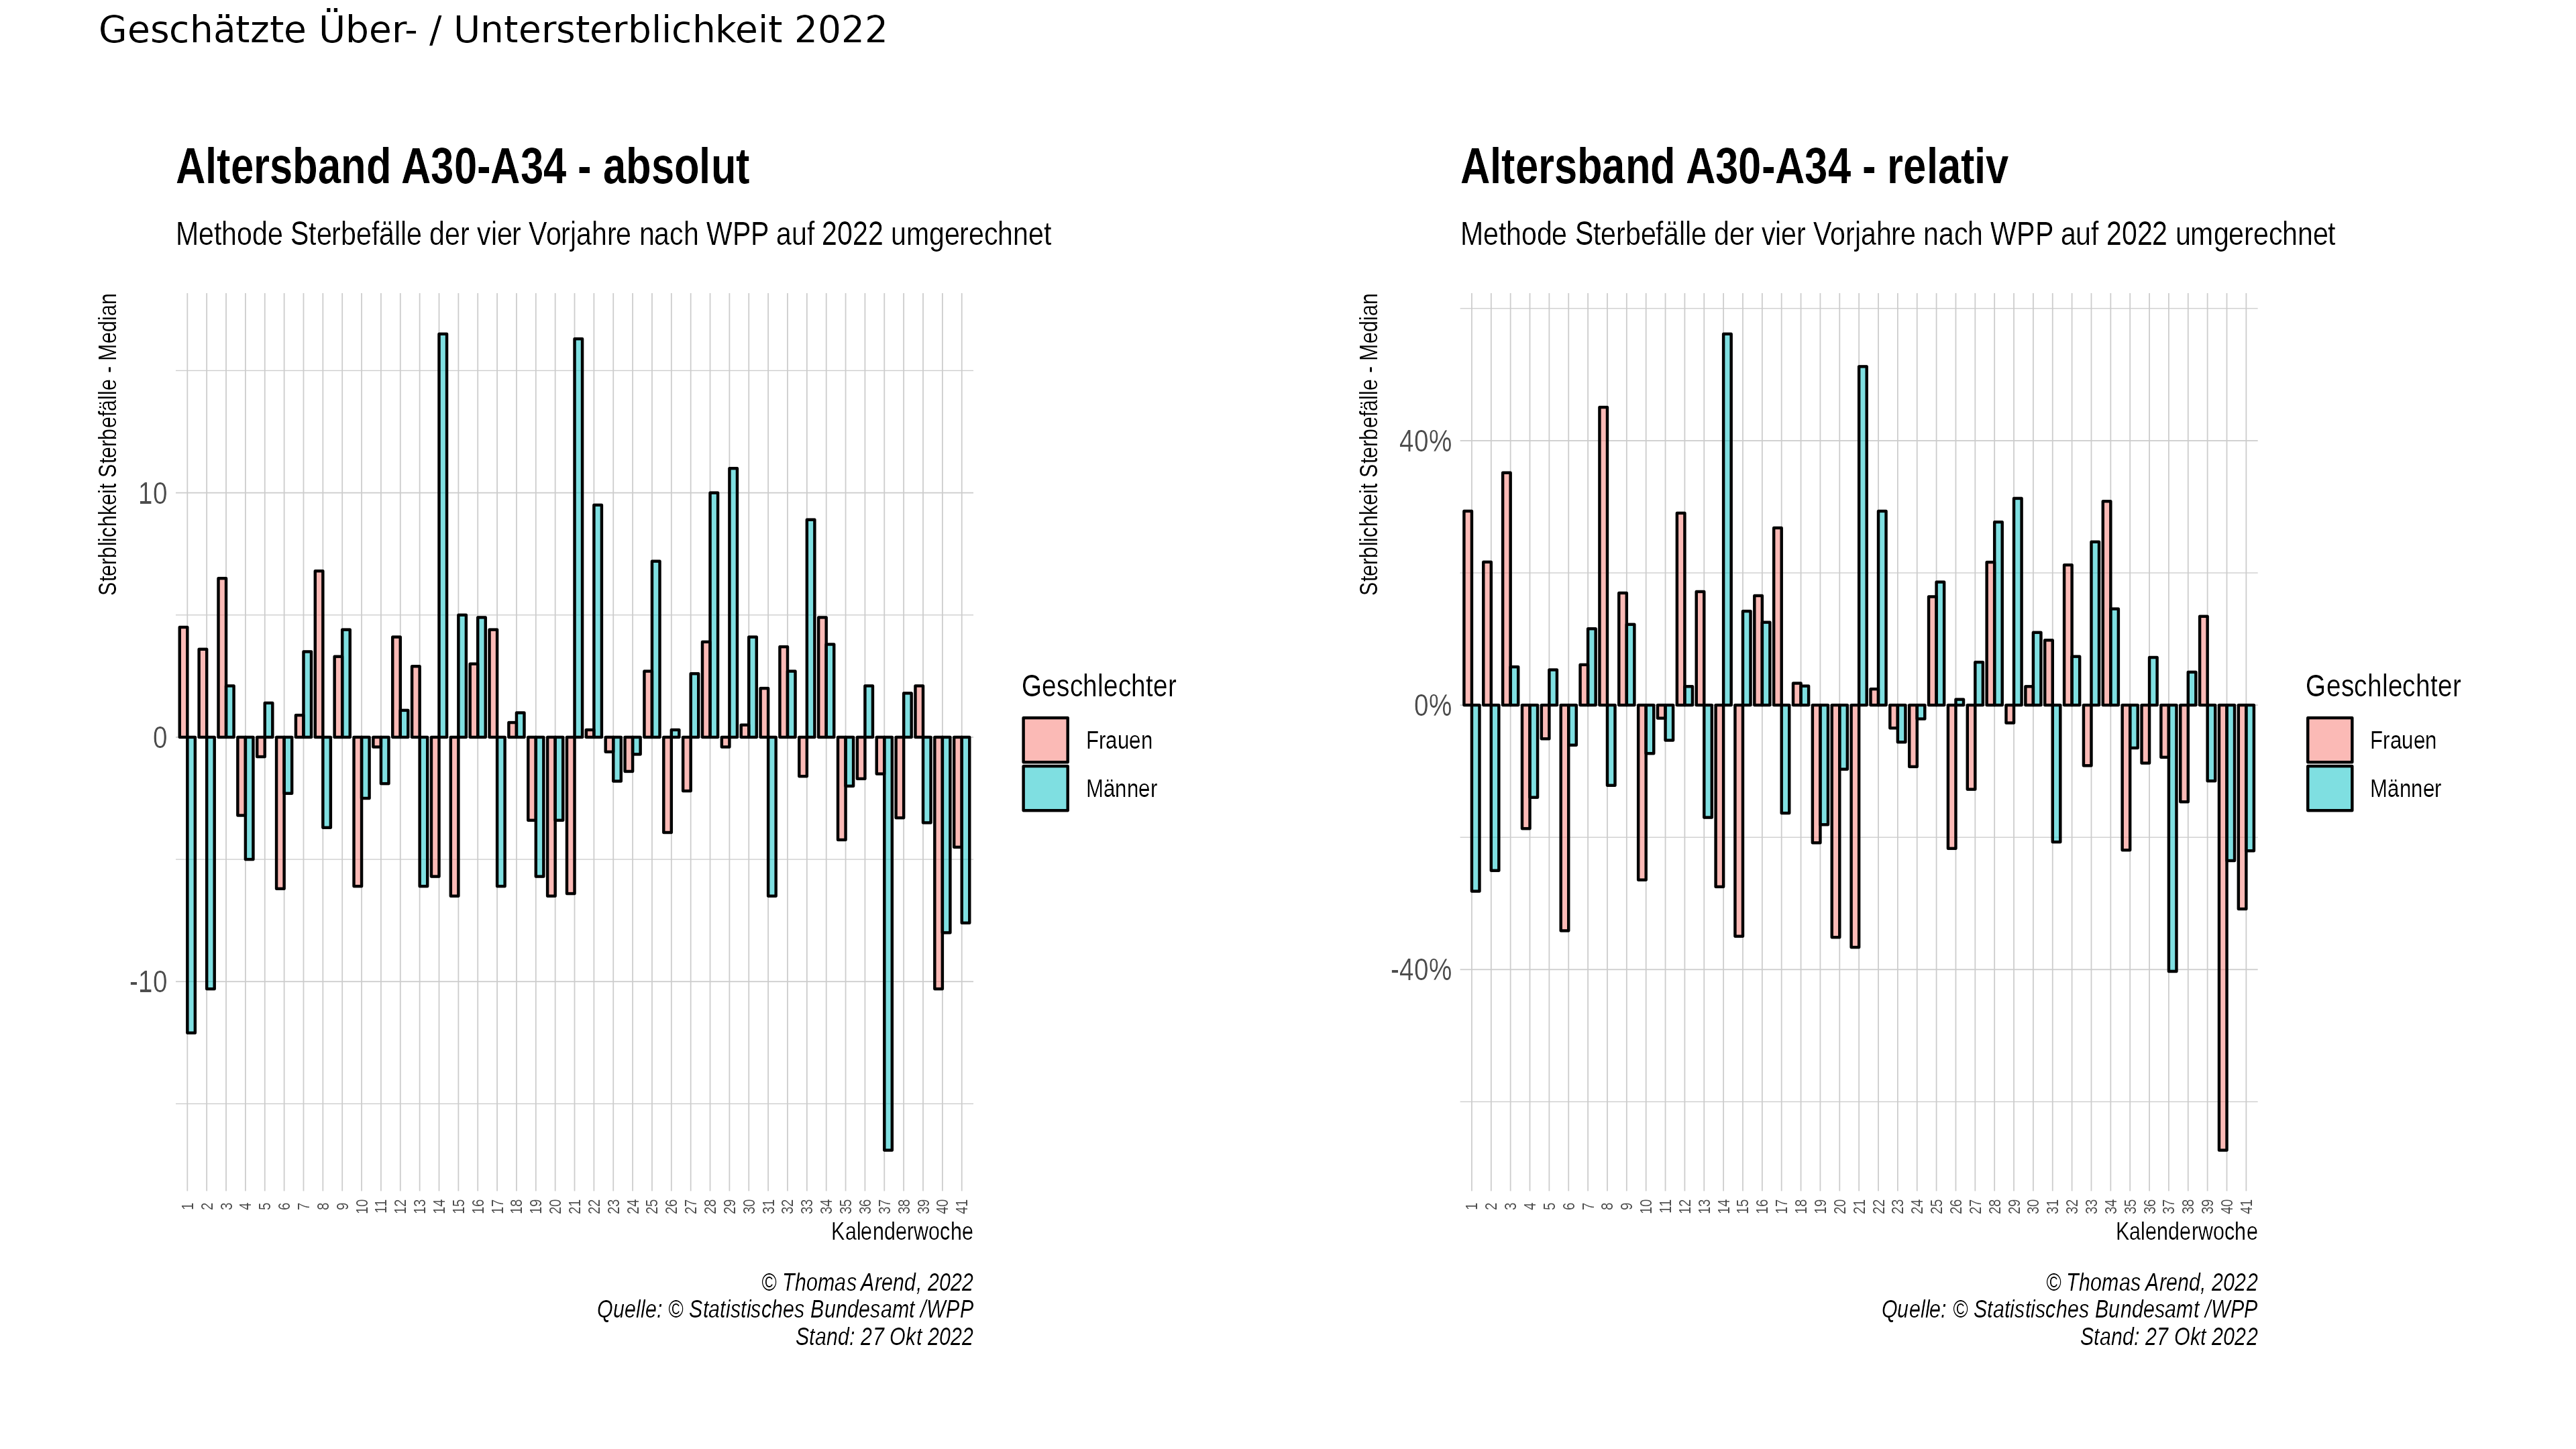 Geschätzte Über- / Untersterblichkeit 2022
Altersband A30-A34 - absolut
Methode Sterbefälle der vier Vorjahre nach WPP auf 2022 umgerechnet
Sterblichkeit Sterbefälle - Median
10
0
-10
1 2 3 4 5 6 7 8 9 10 11 12 13 14 15 16 17 18 19 20 21 22 23 24 25 26 27 28 29 30 31 32 33 34 35 36 37 38 39 40 41
Kalenderwoche
Geschlechter
Frauen
Männer
© Thomas Arend, 2022
Quelle: © Statistisches Bundesamt /WPP
Stand: 27 Okt 2022
Altersband A30-A34 - relativ
Methode Sterbefälle der vier Vorjahre nach WPP auf 2022 umgerechnet
Sterblichkeit Sterbefälle - Median
40%
0%
-40%
1 2 3 4 5 6 7 8 9 10 11 12 13 14 15 16 17 18 19 20 21 22 23 24 25 26 27 28 29 30 31 32 33 34 35 36 37 38 39 40 41
Kalenderwoche
Geschlechter
Frauen
Männer
© Thomas Arend, 2022
Quelle: © Statistisches Bundesamt /WPP
Stand: 27 Okt 2022